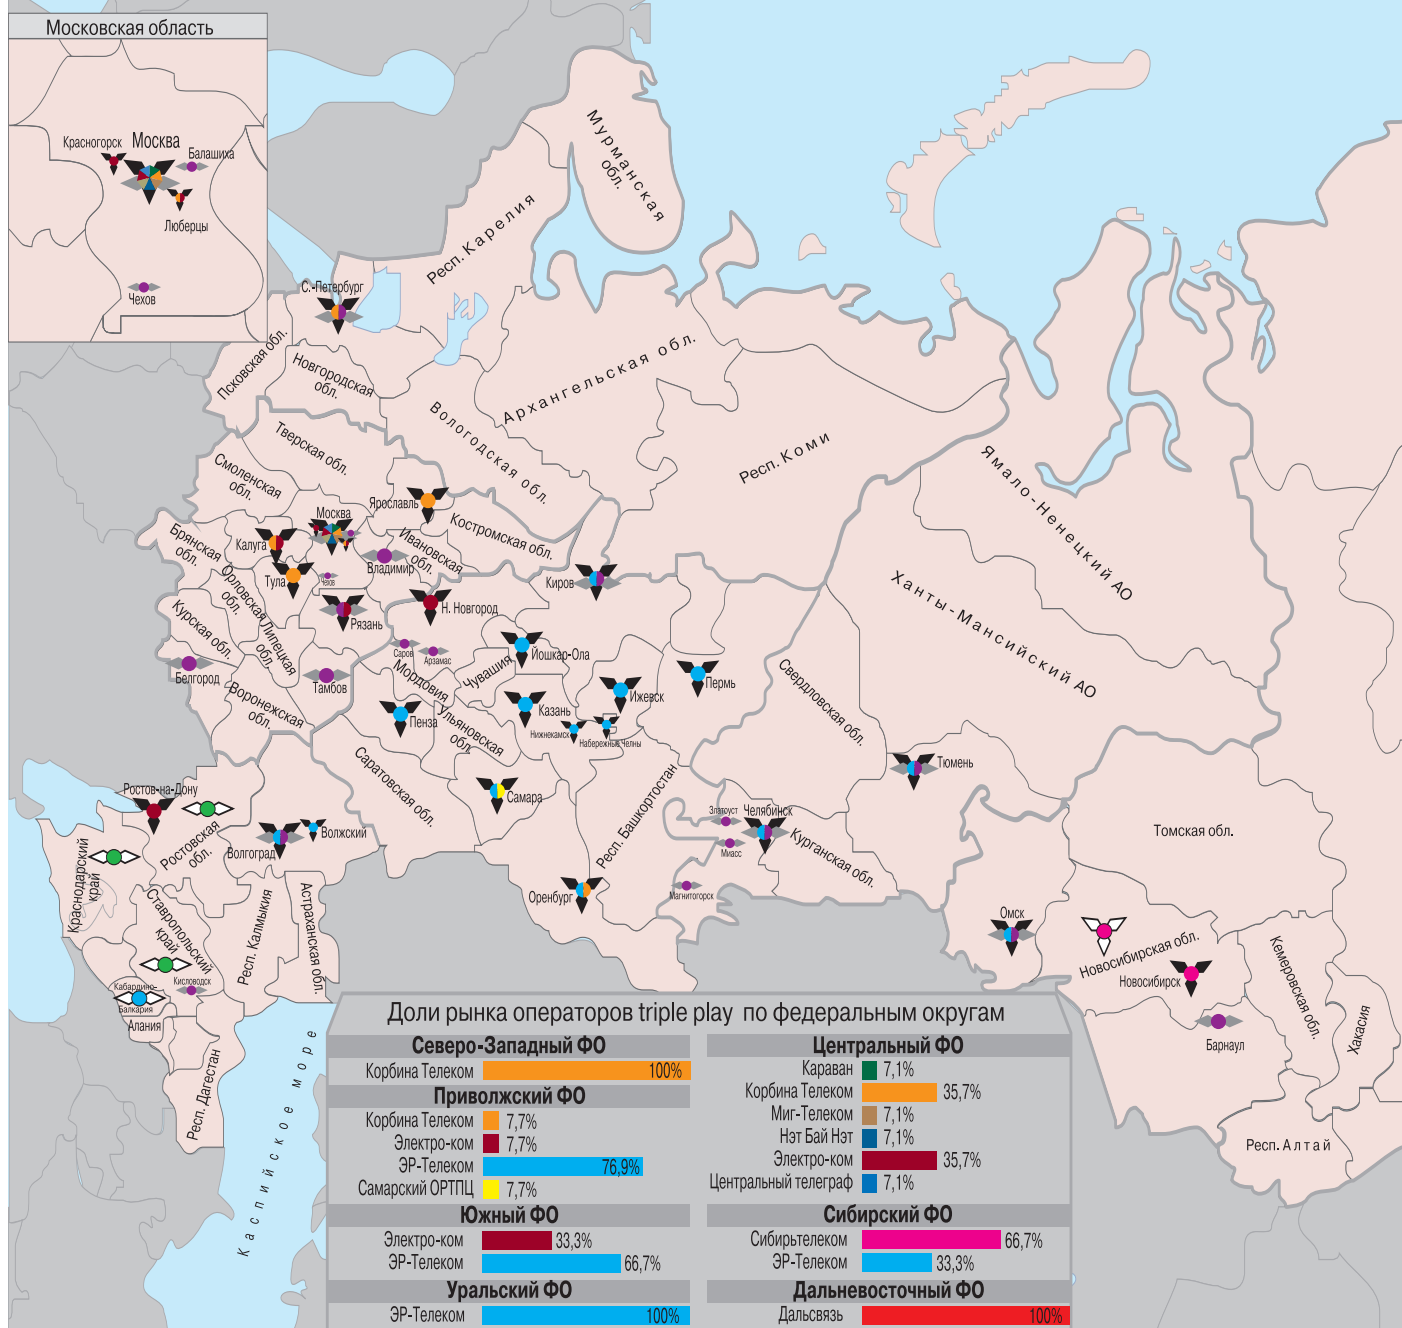 Московская область
Красногорск
Москва
Балашиха
Люберцы
Чехов
Мурманская
обл.
Респ. Карелия
С.-Петербург
Псковская обл.
Новгородская
обл.
Архангельская обл.
Вологодская обл.
Респ. Коми
Тверская обл.
Смоленская
обл.
Ярославль
Москва
Костромская обл.
Ивановская
обл.
Брянская
обл.
Калуга
Владимир
Тула
Чехов
Киров
Ямало-Ненецкий АО
Ханты-Мансийский АО
Орловская
обл.
Рязань
Н. Новгород
Курская обл.
Липецкая
обл.
Саров
Арзамас
Йошкар-Ола
Чувашия
Мордовия
Белгород
Тамбов
Пермь
Ижевск
Свердловская обл.
Воронежская
обл.
Пенза
Казань
Ульяновская
обл.
Нижнекамск
Набережные Челны
Саратовская обл.
Самара
Тюмень
Респ. Башкортостан
Ростов-на-Дону
Волжский
Волгоград
Ростовская
обл.
Златоуст
Челябинск
Миасс
Курганская обл.
Томская обл.
Краснодарский
край
Ставропольский
край
Респ. Калмыкия
Астраханская обл.
Оренбург
Магнитогорск
Омск
Новосибирская обл.
Новосибирск
Кемеровская обл.
Хакасия
Кисловодск
Кабардино-
Балкария
Алания
Респ. Дагестан
Барнаул
Респ. Алтай
Каспийское море
Доли рынка операторов triple play по федеральным округам
Северо-Западный ФО
Корбина Телеком 100%
Приволжский ФО
Корбина Телеком 7,7%
Электро-ком 7,7%
ЭР-Телеком 76,9%
Самарский ОРТПЦ 7,7%
Южный ФО
Электро-ком 33,3%
ЭР-Телеком 66,7%
Уральский ФО
ЭР-Телеком 100%
Центральный ФО
Караван 7,1%
Корбина Телеком 35,7%
Миг-Телеком 7,1%
Нэт Бай Нэт 7,1%
Электро-ком 35,7%
Центральный телеграф 7,1%
Сибирский ФО
Сибирьтелеком 66,7%
ЭР-Телеком 33,3%
Дальневосточный ФО
Дальсвязь 100%